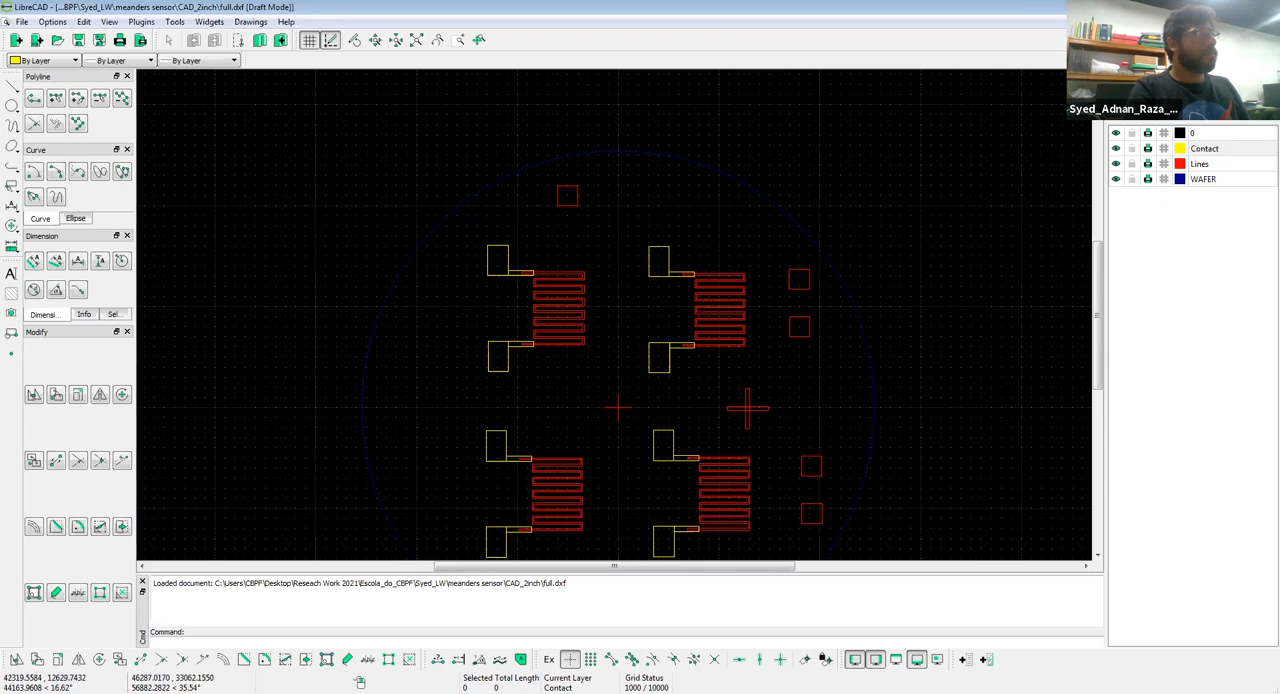 LibreCAD - [...BPF\Syed_LW\meanders sensor\CAD_2inch\full.dxf [Draft Mode]]
File Options Edit View Plugins Tools Widgets Drawings Help
By Layer By Layer By Layer
Polyline
Curve
Curve Ellipse
Dimension
Dimensi... Info Sel...
Modify
Syed_Adnan_Raza_...
0
Contact
Lines
WAFER
Loaded document: C:\Users\CBPF\Desktop\Reseach Work 2021\Escola_do_CBPF\Syed_LW\meanders sensor\CAD_2inch\full.dxf
Cmd
Command:
Ex
42319.5584 , 12629.7432
44163.9608 < 16.62°
46287.0170 , 33062.1550
56882.2822 < 35.54°
Selected Total Length
0 0
Current Layer
Contact
Grid Status
1000 / 10000